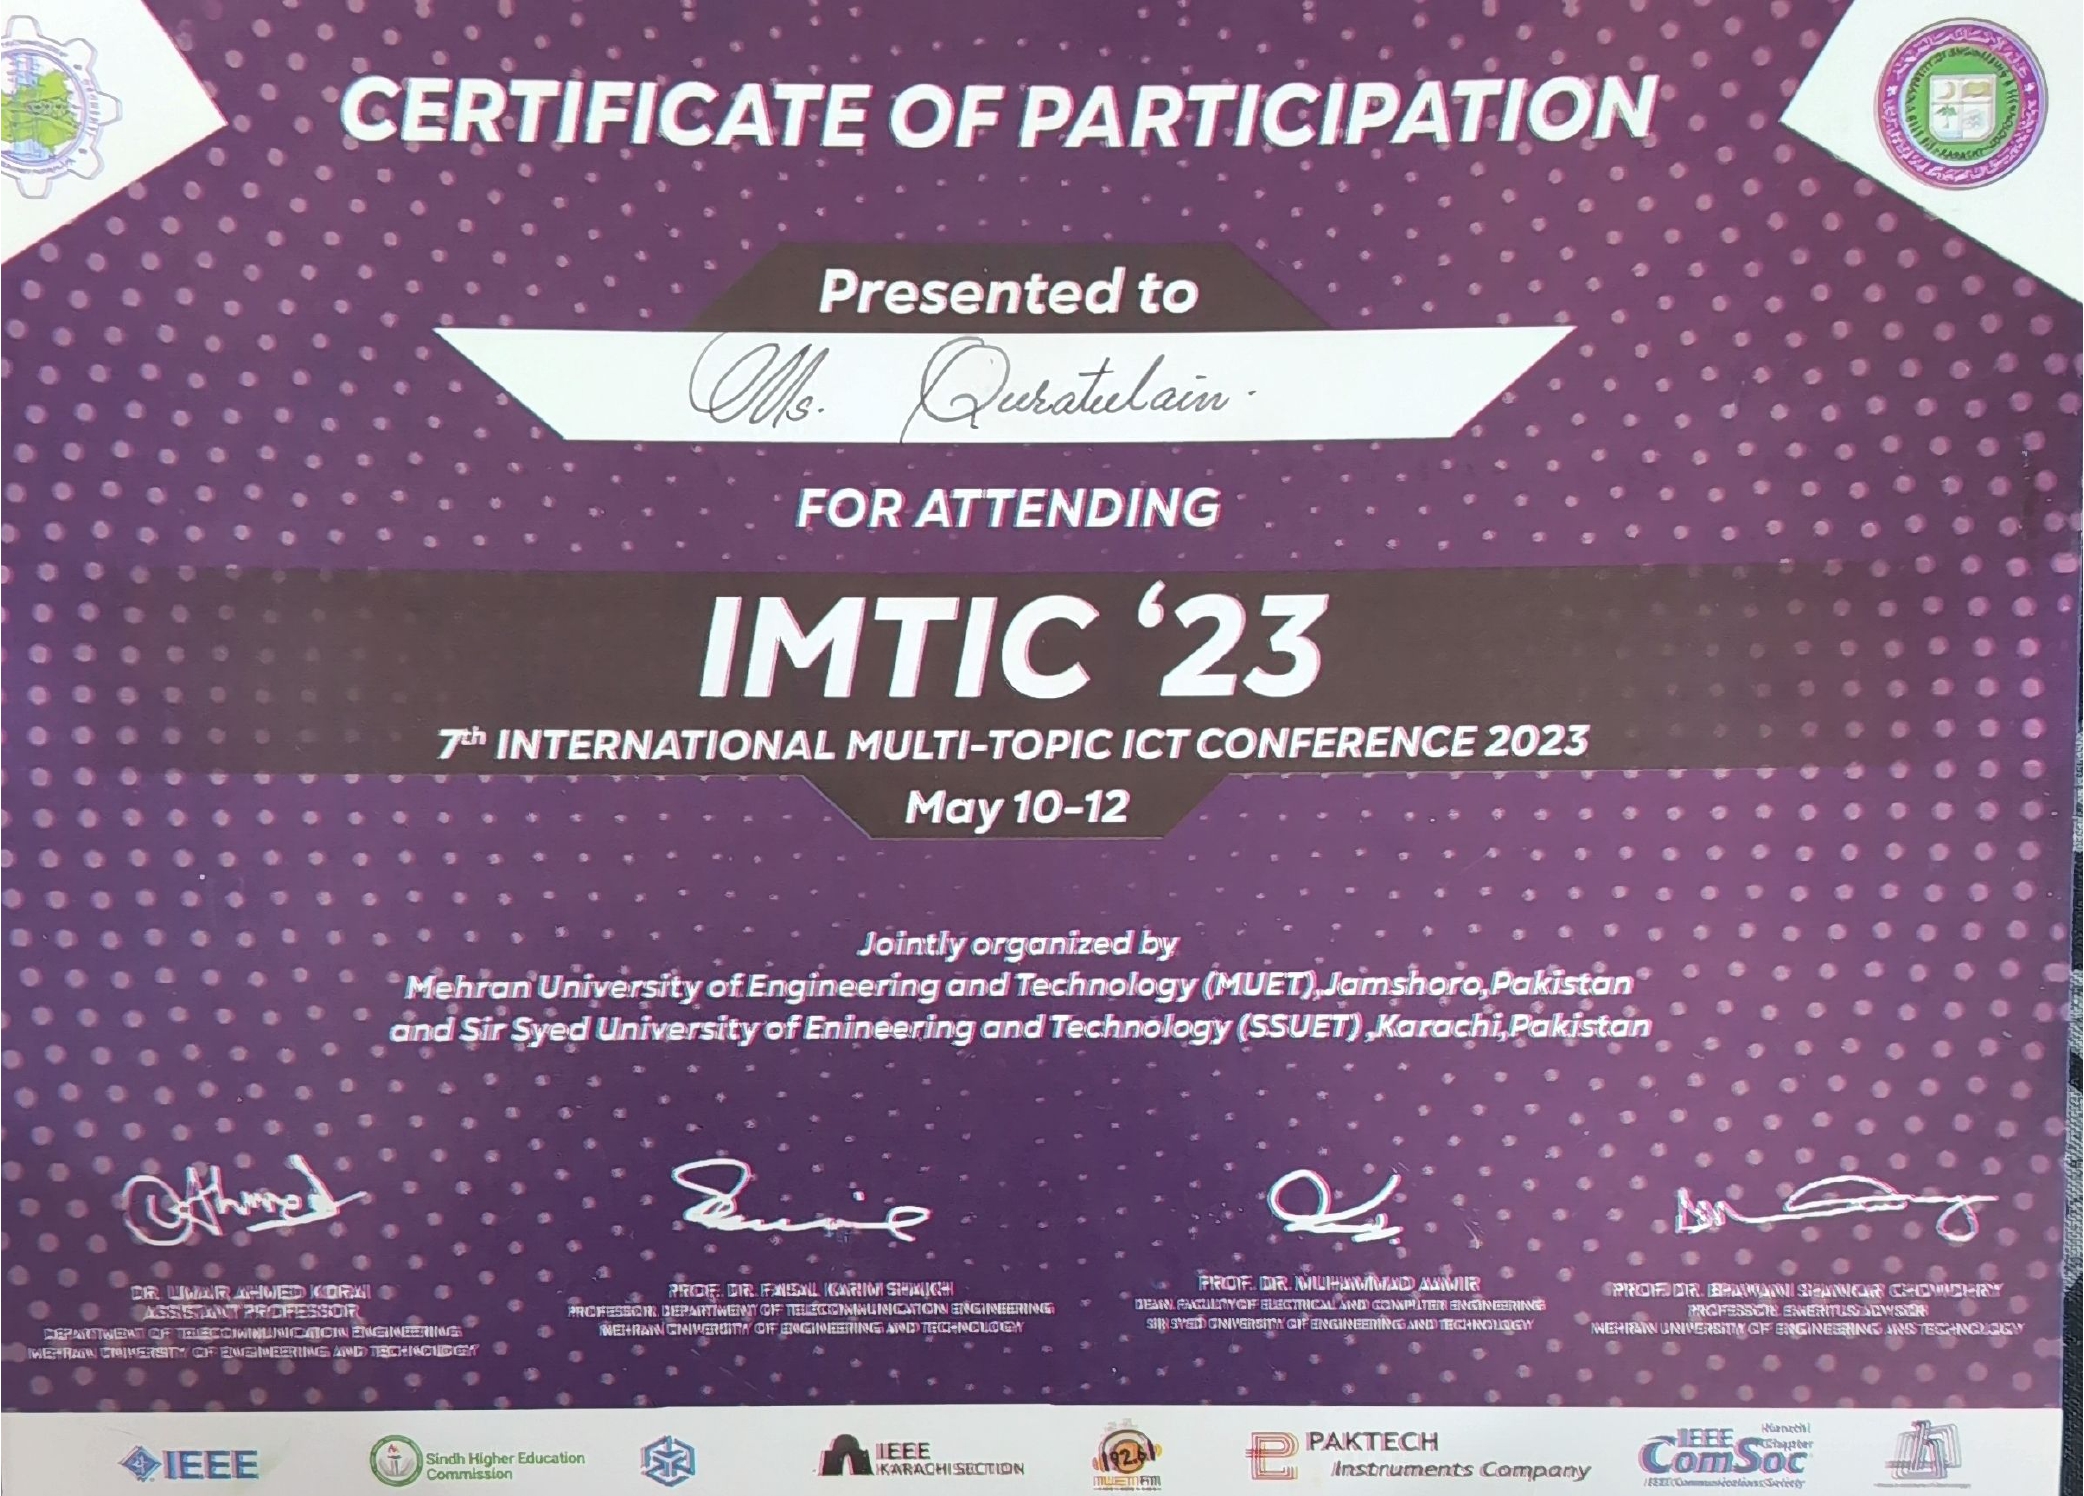 CERTIFICATE OF PARTICIPATION
Presented to
Ms. Quratulain.
FOR ATTENDING
IMTIC ‘23
7th INTERNATIONAL MULTI-TOPIC ICT CONFERENCE 2023
May 10-12
Jointly organized by
Mehran University of Engineering and Technology (MUET),Jamshoro,Pakistan
and Sir Syed University of Enineering and Technology (SSUET) ,Karachi,Pakistan
DR. UMAR AHMED KORAI
ASSISTANT PROFESSOR
DEPARTMENT OF TELECOMMUNICATION ENGINEERING
MEHRAN UNIVERSITY OF ENGINEERING AND TECHNOLOGY
PROF. DR. FAISAL KARIM SHAIKH
PROFESSOR, DEPARTMENT OF TELECOMMUNICATION ENGINEERING
MEHRAN UNIVERSITY OF ENGINEERING AND TECHNOLOGY
PROF. DR. MUHAMMAD AAMIR
DEAN, FACULTY OF ELECTRICAL AND COMPUTER ENGINEERING
SIR SYED UNIVERSITY OF ENGINEERING AND TECHNOLOGY
PROF. DR. BHAWANI SHANKAR CHOWDHRY
PROFESSOR EMERITUS ADVISOR
MEHRAN UNIVERSITY OF ENGINEERING AND TECHNOLOGY
IEEE
Sindh Higher Education
Commission
IEEE
KARACHI SECTION
92.61
MUET FM
PAKTECH
Instruments Company
IEEE
ComSoc
IEEE Communications Society
Karachi
Chapter